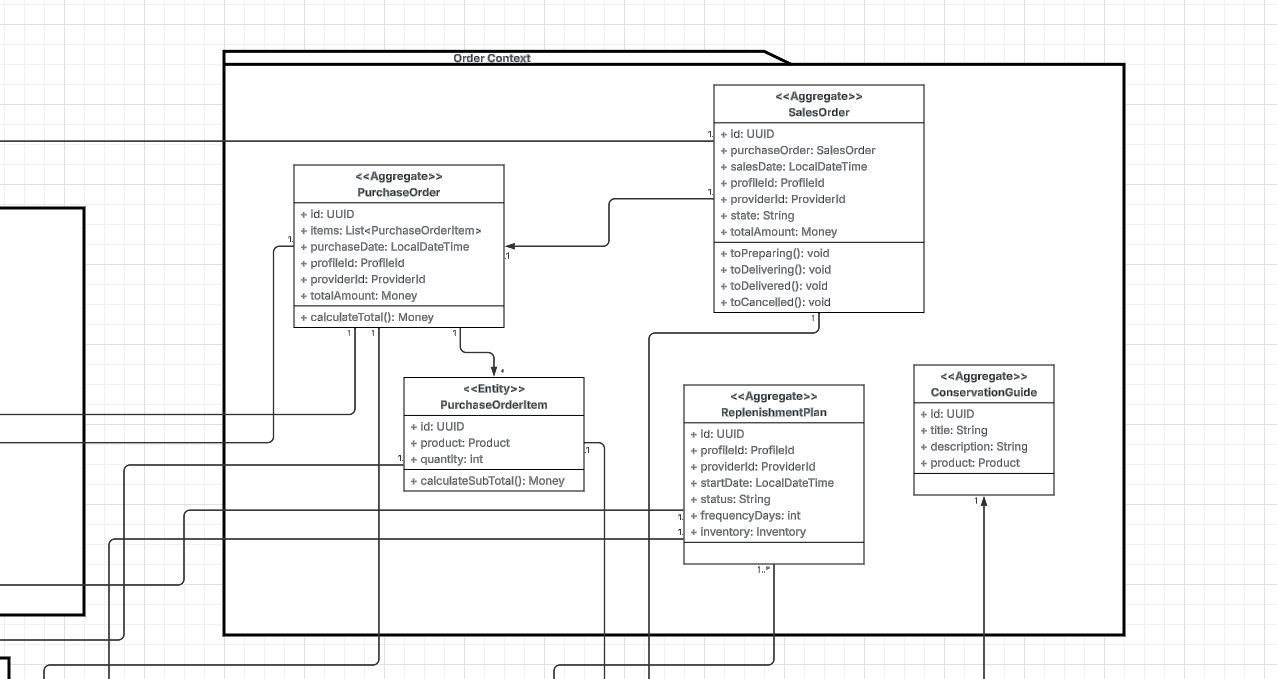 Order Context
<<Aggregate>>
SalesOrder
+ id: UUID
+ purchaseOrder: SalesOrder
+ salesDate: LocalDateTime
+ profileId: ProfileId
+ providerId: ProviderId
+ state: String
+ totalAmount: Money
+ toPreparing(): void
+ toDelivering(): void
+ toDelivered(): void
+ toCancelled(): void
1
1
1
<<Aggregate>>
PurchaseOrder
+ id: UUID
+ items: List<PurchaseOrderItem>
+ purchaseDate: LocalDateTime
+ profileId: ProfileId
+ providerId: ProviderId
+ totalAmount: Money
+ calculateTotal(): Money
1
1
1
1
1
*
<<Entity>>
PurchaseOrderItem
+ id: UUID
+ product: Product
+ quantity: int
+ calculateSubTotal(): Money
1
1
<<Aggregate>>
ReplenishmentPlan
+ id: UUID
+ profileId: ProfileId
+ providerId: ProviderId
+ startDate: LocalDateTime
+ status: String
+ frequencyDays: int
+ inventory: Inventory
1
1
1..*
<<Aggregate>>
ConservationGuide
+ id: UUID
+ title: String
+ description: String
+ product: Product
1